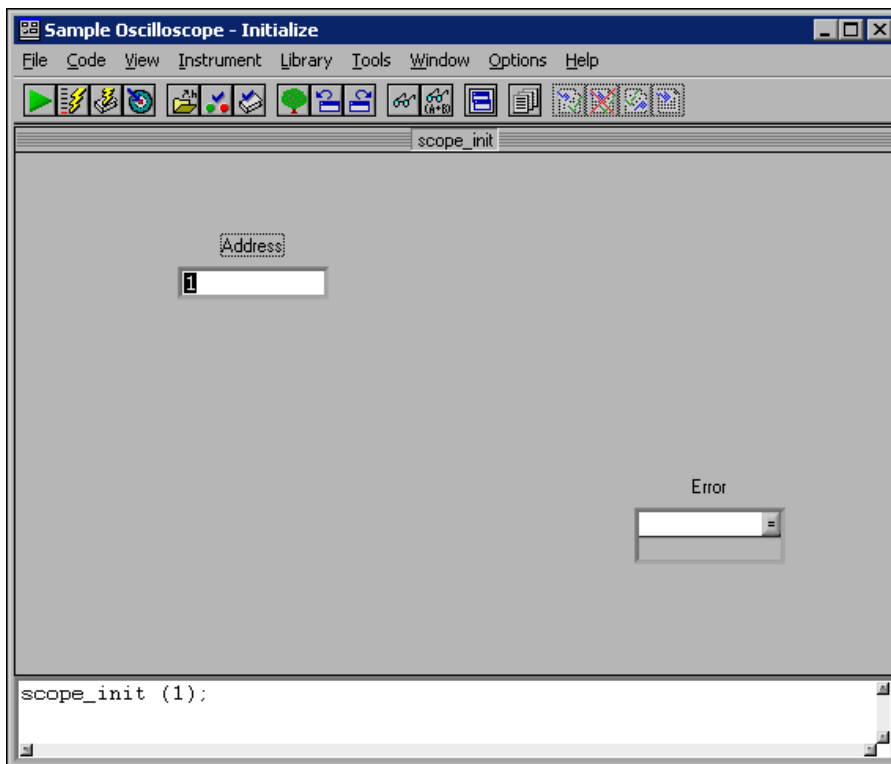 Sample Oscilloscope - Initialize
File Code View Instrument Library Tools Window Options Help
(A+B)
scope_init
Address
1
Error
=
scope_init (1);